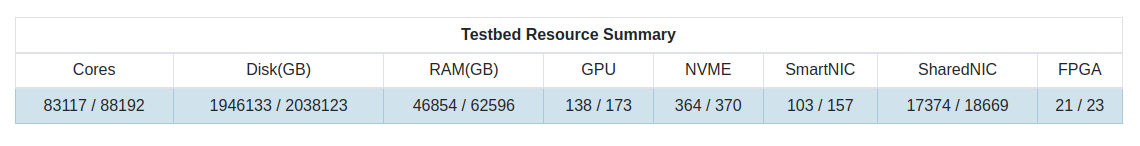 Testbed Resource Summary
Cores Disk(GB) RAM(GB) GPU NVME SmartNIC SharedNIC FPGA
83117 / 88192 1946133 / 2038123 46854 / 62596 138 / 173 364 / 370 103 / 157 17374 / 18669 21 / 23